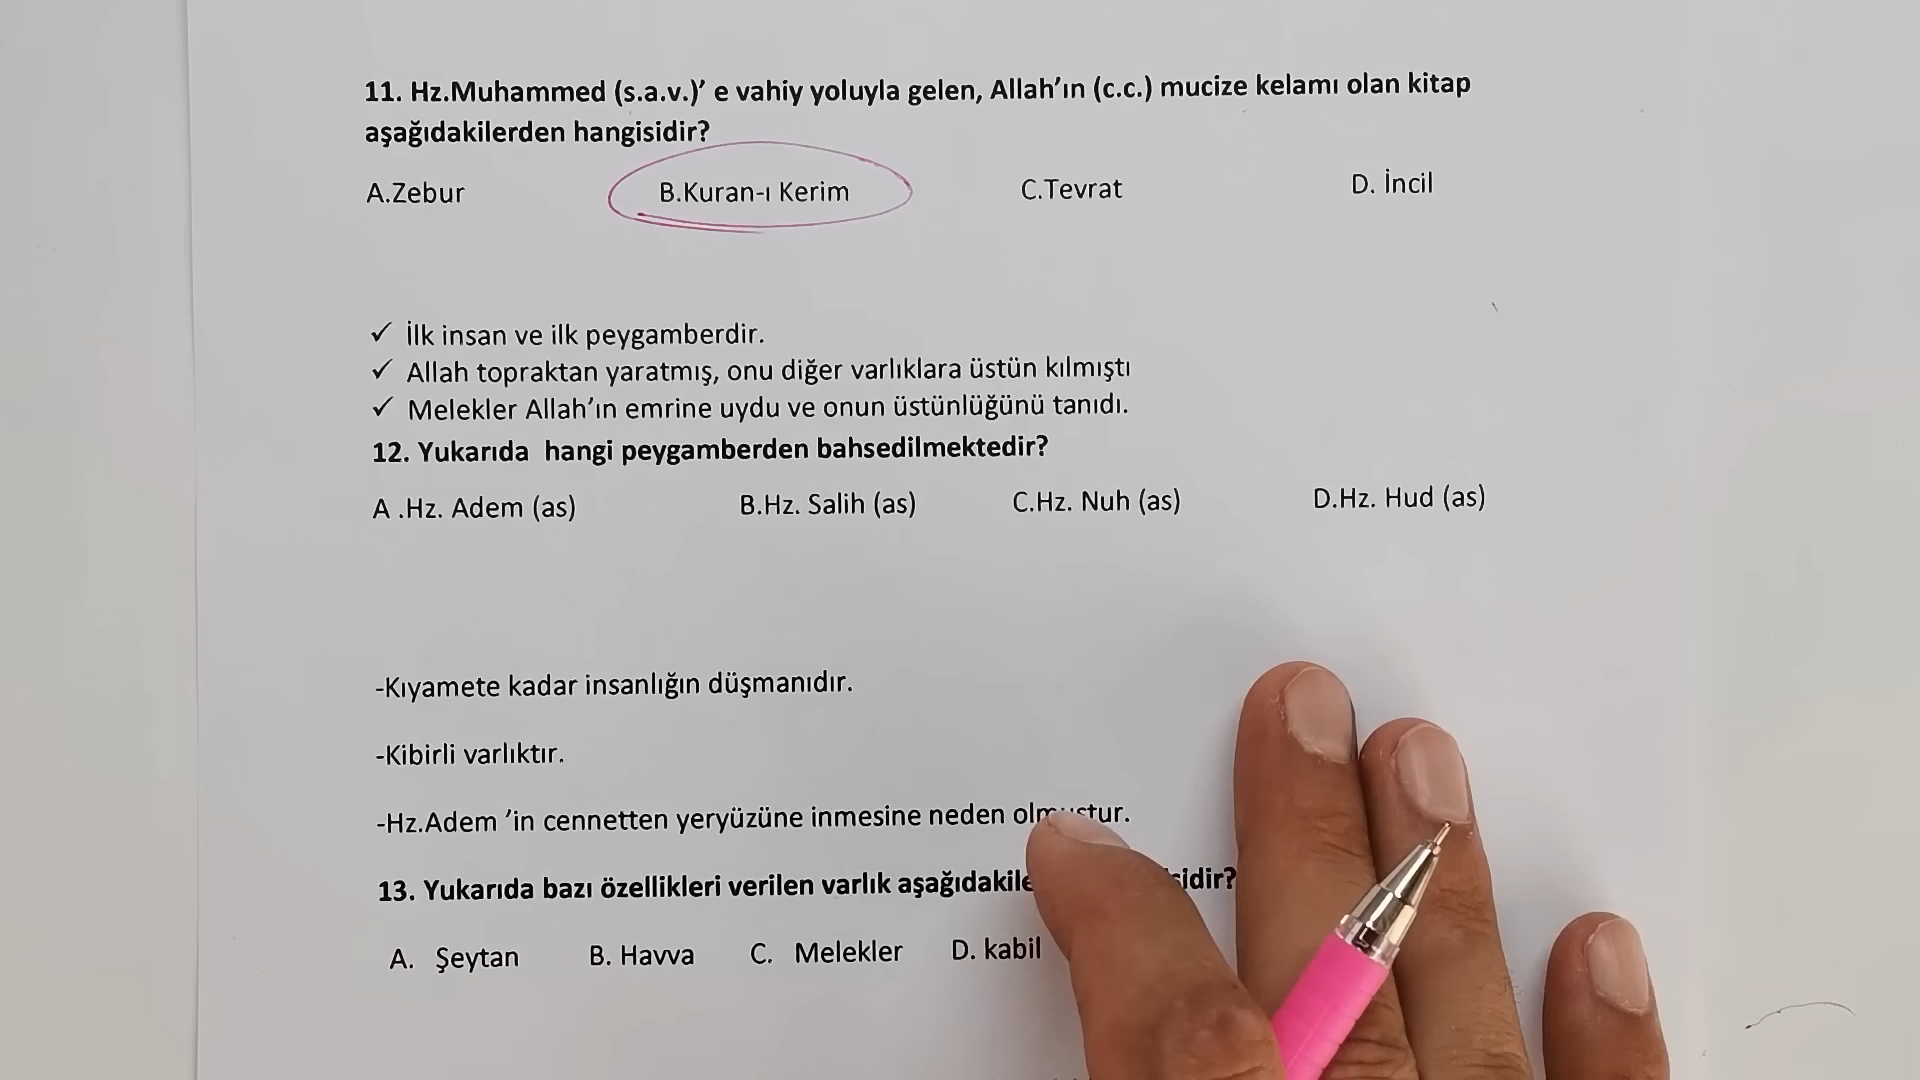 11. Hz.Muhammed (s.a.v.)’ e vahiy yoluyla gelen, Allah’ın (c.c.) mucize kelamı olan kitap
aşağıdakilerden hangisidir?
A.Zebur B.Kuran-ı Kerim C.Tevrat D. İncil
✓ İlk insan ve ilk peygamberdir.
✓ Allah topraktan yaratmış, onu diğer varlıklara üstün kılmıştı
✓ Melekler Allah’ın emrine uydu ve onun üstünlüğünü tanıdı.
12. Yukarıda hangi peygamberden bahsedilmektedir?
A .Hz. Adem (as) B.Hz. Salih (as) C.Hz. Nuh (as) D.Hz. Hud (as)
-Kıyamete kadar insanlığın düşmanıdır.
-Kibirli varlıktır.
-Hz.Adem ’in cennetten yeryüzüne inmesine neden olmuştur.
13. Yukarıda bazı özellikleri verilen varlık
A. Şeytan B. Havva C. Melekler D. kabil